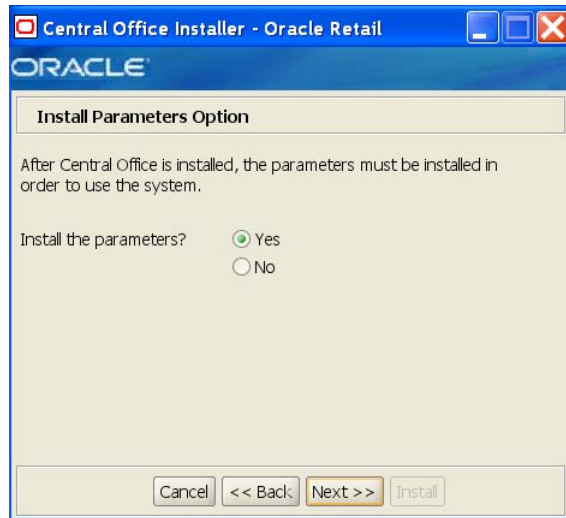 Central Office Installer - Oracle Retail
ORACLE
Install Parameters Option
After Central Office is installed, the parameters must be installed in
order to use the system.
Install the parameters? Yes
No
Cancel << Back Next >> Install